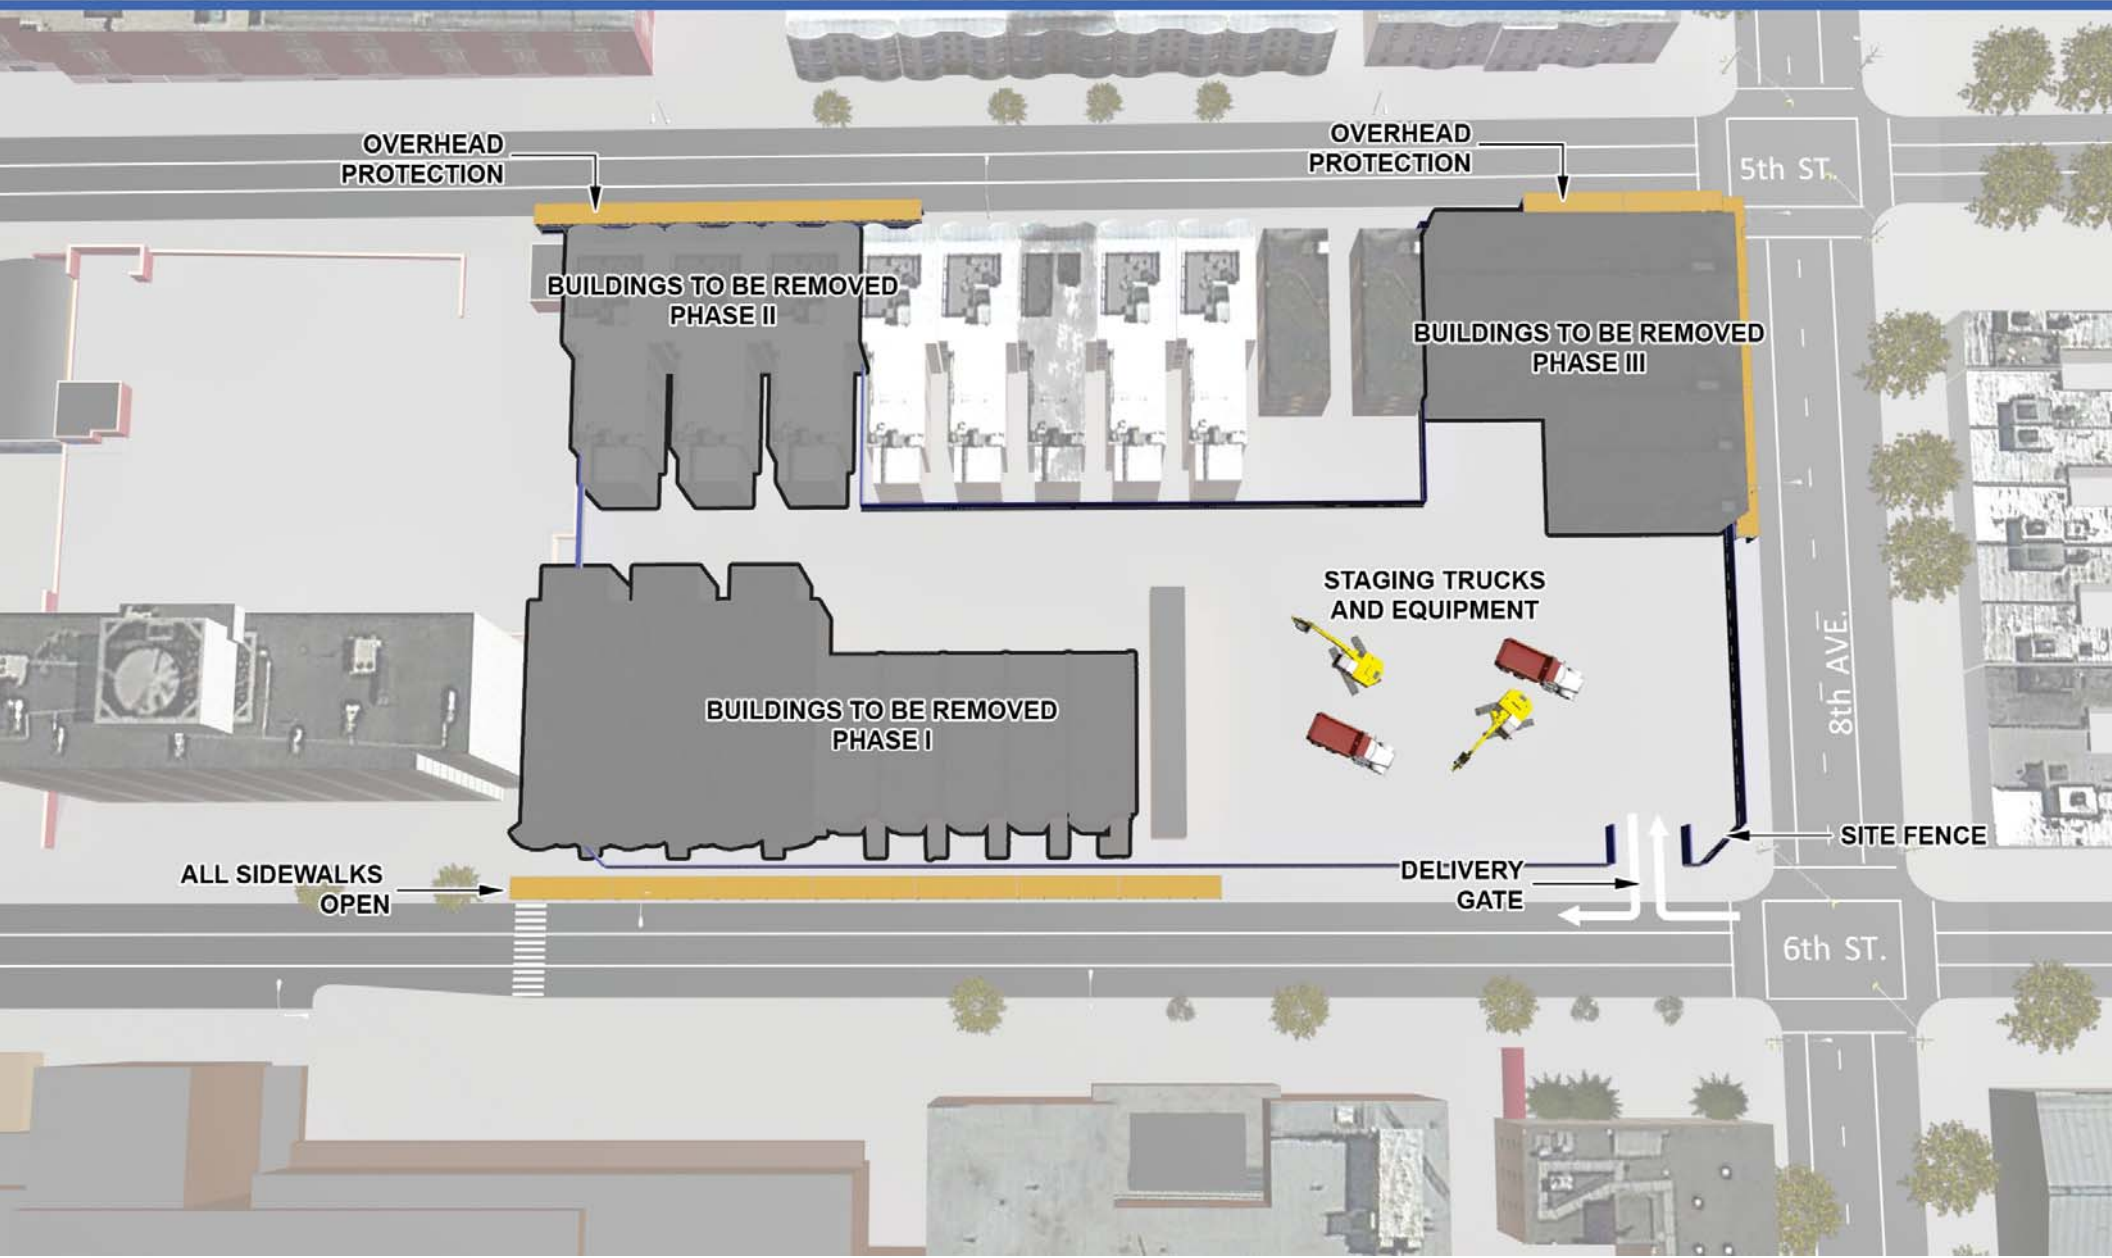 OVERHEAD
PROTECTION
OVERHEAD
PROTECTION
5th ST.
BUILDINGS TO BE REMOVED
PHASE II
BUILDINGS TO BE REMOVED
PHASE III
STAGING TRUCKS
AND EQUIPMENT
8th AVE.
BUILDINGS TO BE REMOVED
PHASE I
SITE FENCE
ALL SIDEWALKS
OPEN
DELIVERY
GATE
6th ST.